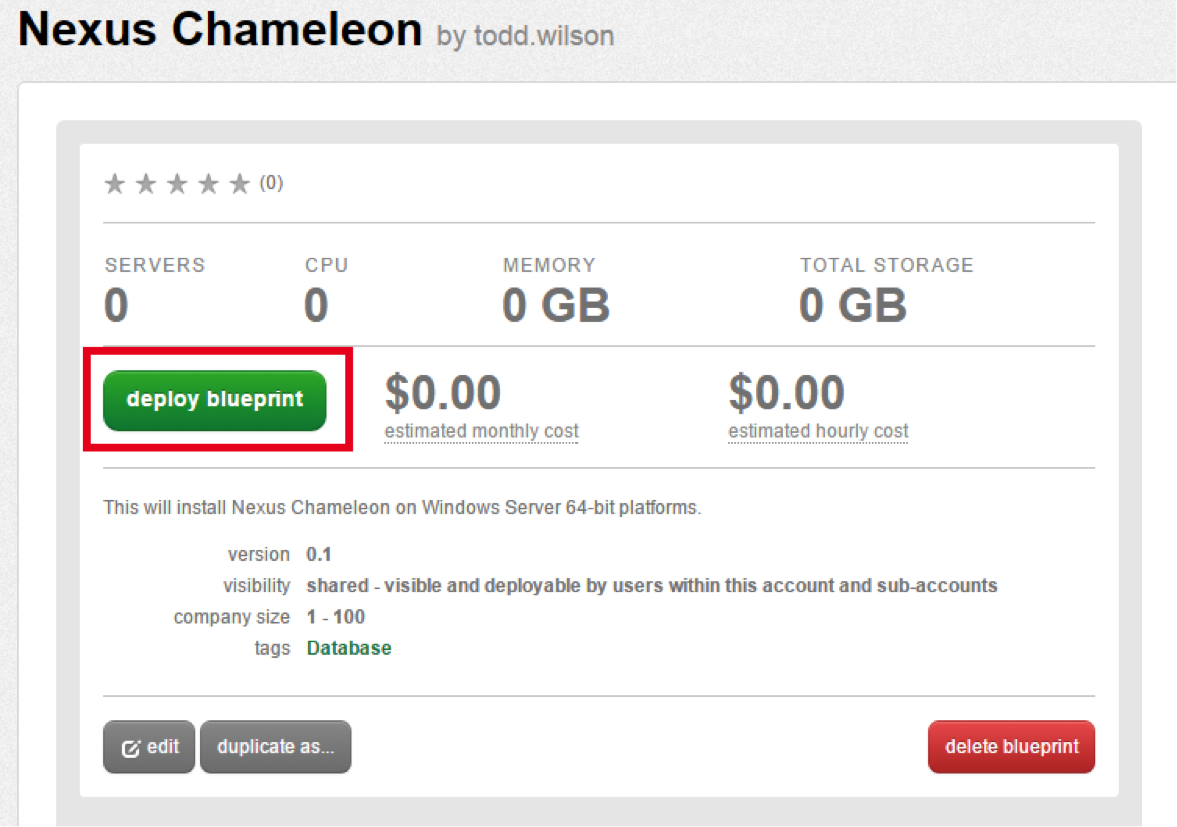 Nexus Chameleon by todd.wilson
(0)
SERVERS CPU MEMORY TOTAL STORAGE
0 0 0 GB 0 GB
deploy blueprint $0.00 $0.00
estimated monthly cost estimated hourly cost
This will install Nexus Chameleon on Windows Server 64-bit platforms.
version 0.1
visibility shared - visible and deployable by users within this account and sub-accounts
company size 1 - 100
tags Database
edit duplicate as... delete blueprint